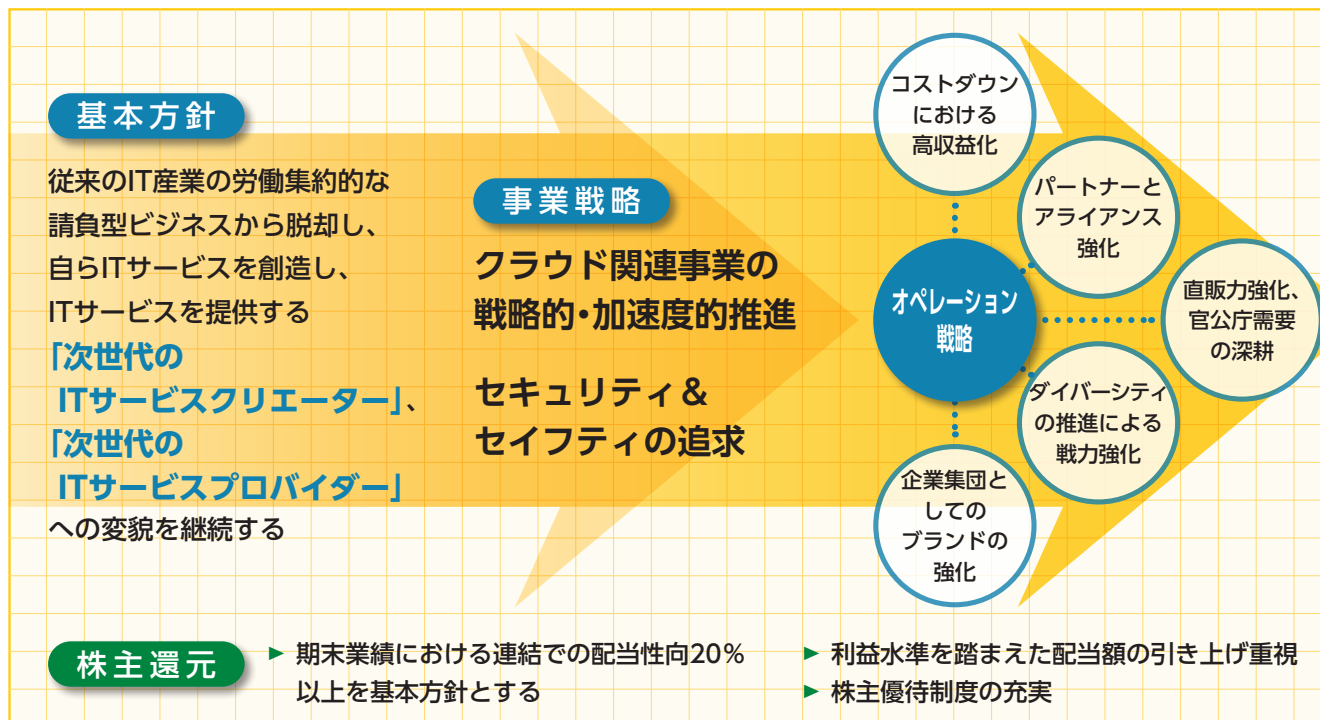 基本方針
従来のIT産業の労働集約的な
請負型ビジネスから脱却し、
自らITサービスを創造し、
ITサービスを提供する
「次世代の
ITサービスクリエーター」、
「次世代の
ITサービスプロバイダー」
への変貌を継続する
事業戦略
クラウド関連事業の
戦略的・加速度的推進
セキュリティ＆
セイフティの追求
オペレーション
戦略
コストダウン
における
高収益化
パートナーと
アライアンス
強化
直販力強化、
官公庁需要
の深耕
ダイバーシティ
の推進による
戦力強化
企業集団と
しての
ブランドの
強化
株主還元
▶ 期末業績における連結での配当性向20%
以上を基本方針とする
▶ 利益水準を踏まえた配当額の引き上げ重視
▶ 株主優待制度の充実